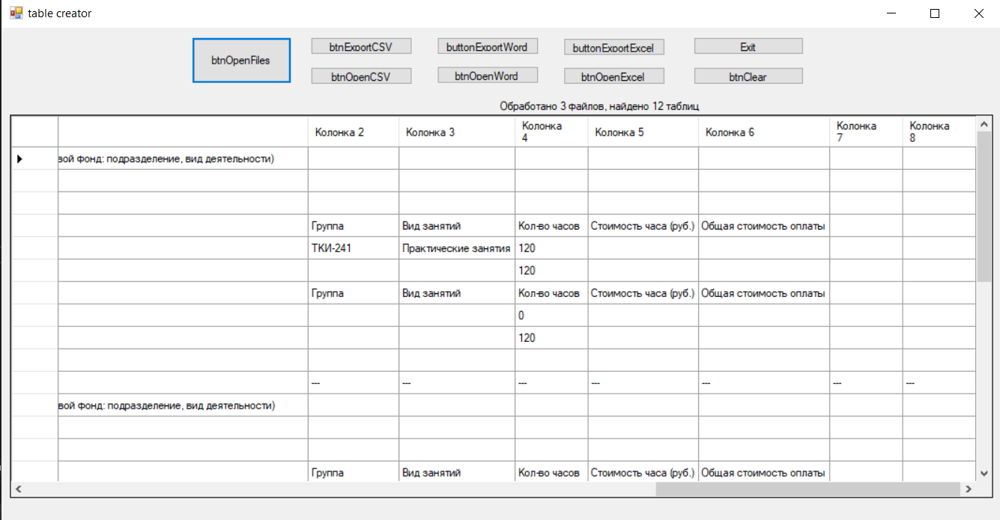 table creator
btnOpenFiles
btnExportCSV
buttonExportWord
buttonExportExcel
Exit
btnOpenCSV
btnOpenWord
btnOpenExcel
btnClear
Обработано 3 файлов, найдено 12 таблиц
Колонка 2
Колонка 3
Колонка
4
Колонка 5
Колонка 6
Колонка
7
Колонка
8
вой фонд: подразделение, вид деятельности)
Группа Вид занятий Кол-во часов Стоимость часа (руб.) Общая стоимость оплаты
ТКИ-241 Практические занятия 120
120
Группа Вид занятий Кол-во часов Стоимость часа (руб.) Общая стоимость оплаты
0
120
--- --- --- --- --- --- ---
вой фонд: подразделение, вид деятельности)
Группа Вид занятий Кол-во часов Стоимость часа (руб.) Общая стоимость оплаты